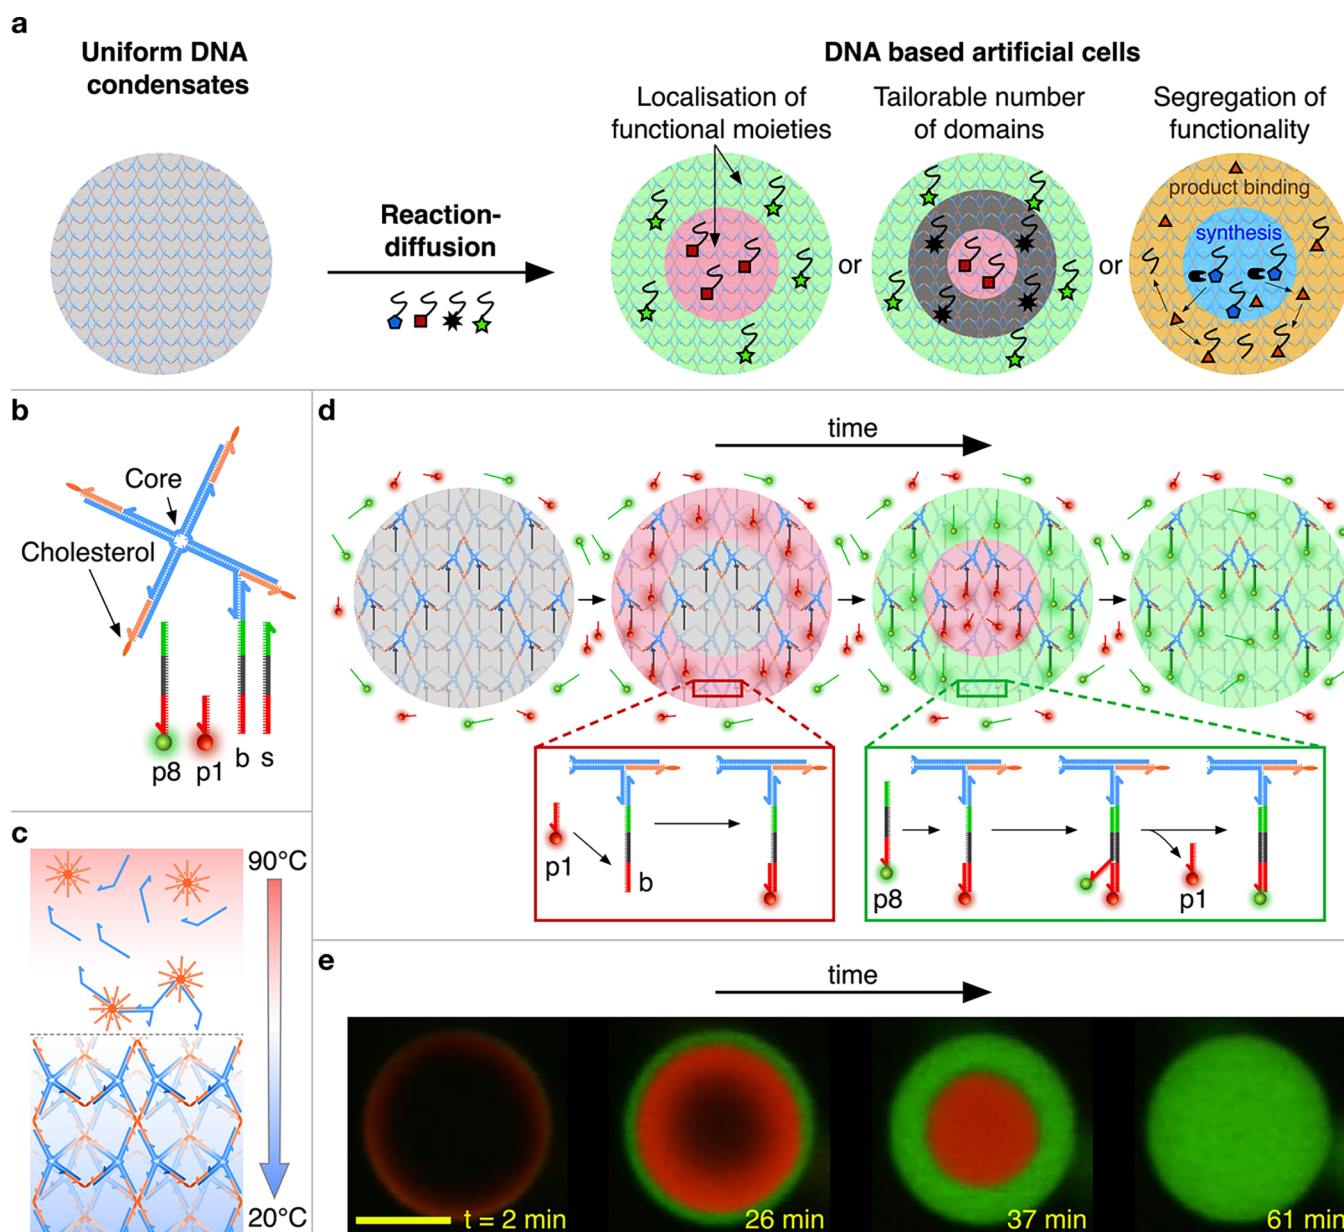 a
Uniform DNA
condensates
Reaction-
diffusion
DNA based artificial cells
Localisation of
functional moieties
or
Tailorable number
of domains
or
Segregation of
functionality
product binding
synthesis
b
Core
Cholesterol
p8
p1
b
s
c
90°C
20°C
d
time
p1
b
p8
p1
e
time
t = 2 min
26 min
37 min
61 min